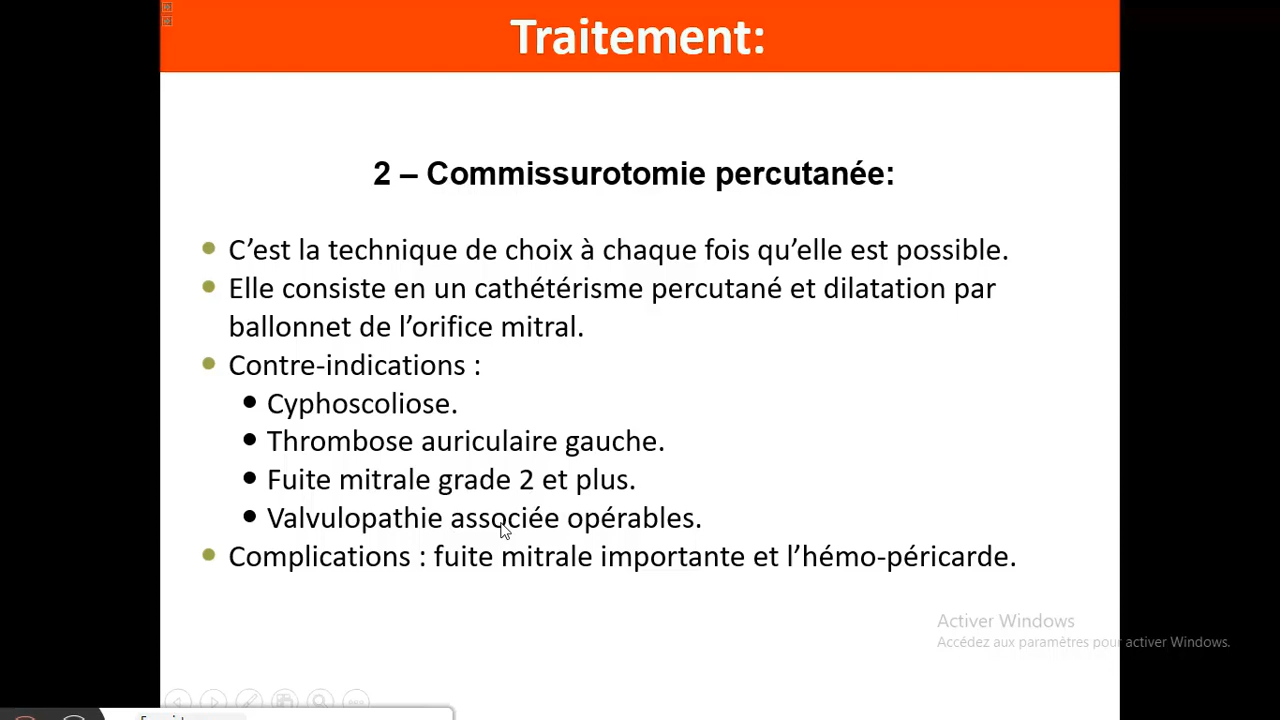 Traitement:
2 – Commissurotomie percutanée:
C’est la technique de choix à chaque fois qu’elle est possible.
Elle consiste en un cathétérisme percutané et dilatation par
ballonnet de l’orifice mitral.
Contre-indications :
Cyphoscoliose.
Thrombose auriculaire gauche.
Fuite mitrale grade 2 et plus.
Valvulopathie associée opérables.
Complications : fuite mitrale importante et l’hémo-péricarde.
Activer Windows
Accédez aux paramètres pour activer Windows.